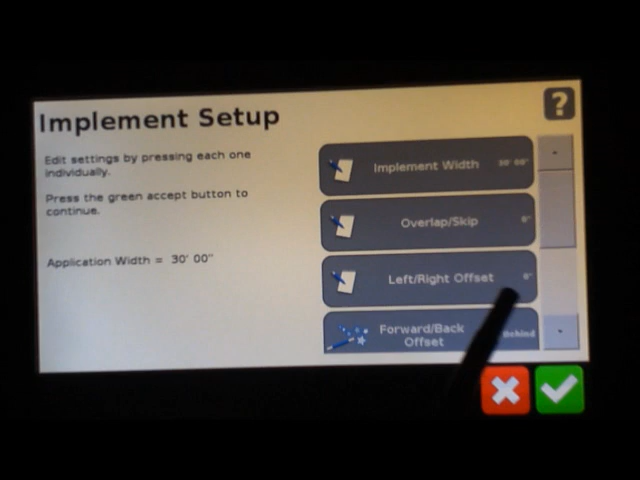 Implement Setup
?
Edit settings by pressing each one
individually.
Press the green accept button to
continue.
Application Width = 30' 00"
Implement Width 30' 00"
Overlap/Skip 0"
Left/Right Offset 0"
Forward/Back
Offset
Behind